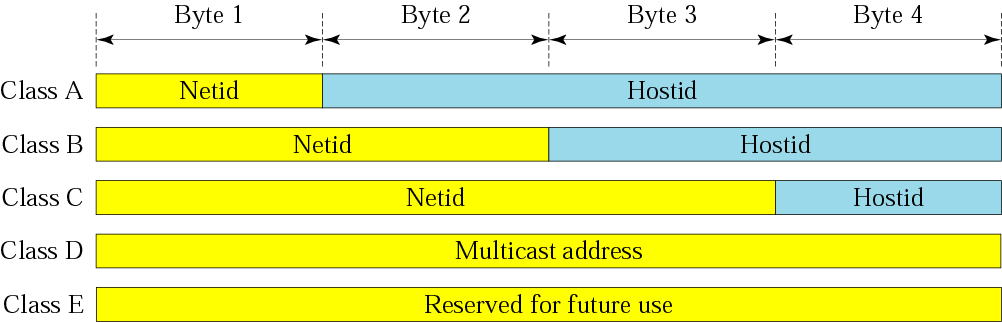 Byte 1 Byte 2 Byte 3 Byte 4
Class A Netid Hostid
Class B Netid Hostid
Class C Netid Hostid
Class D Multicast address
Class E Reserved for future use